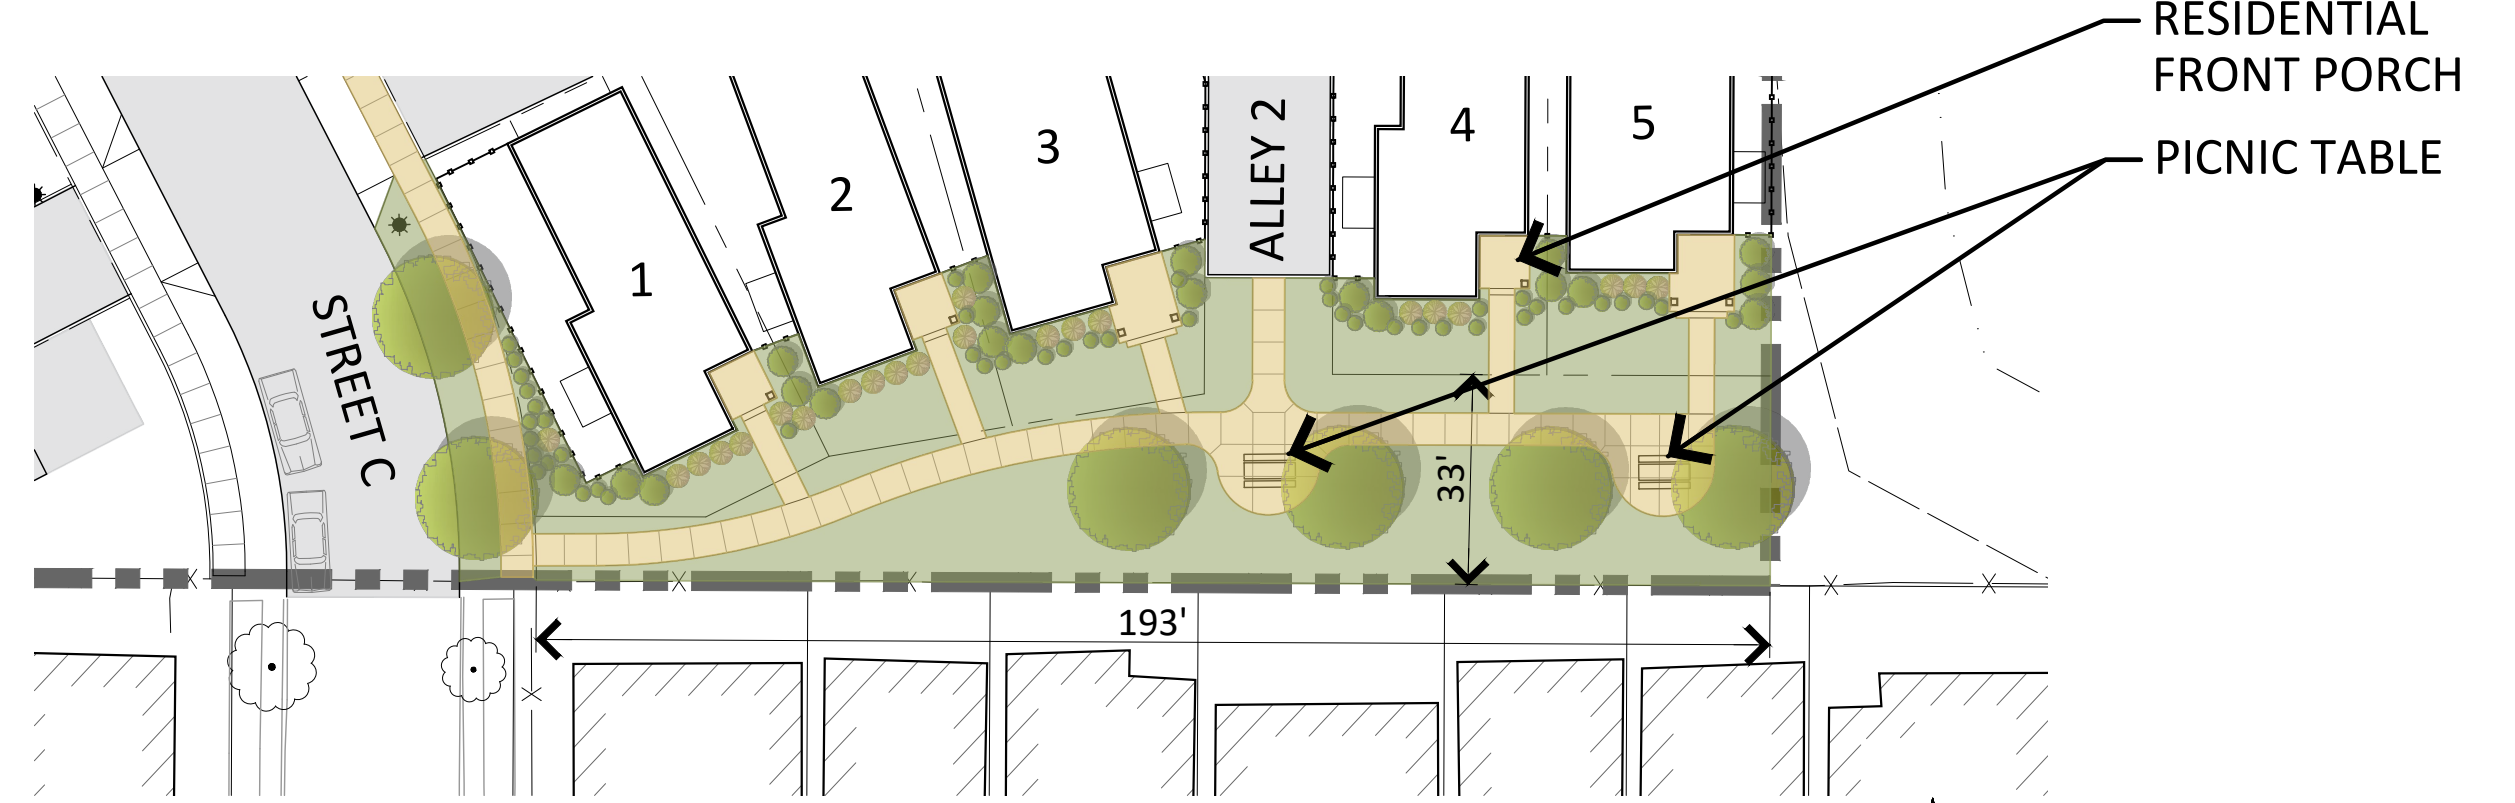 RESIDENTIAL
FRONT PORCH
PICNIC TABLE
1
2
3
ALLEY 2
4
5
STREET C
33'
193'